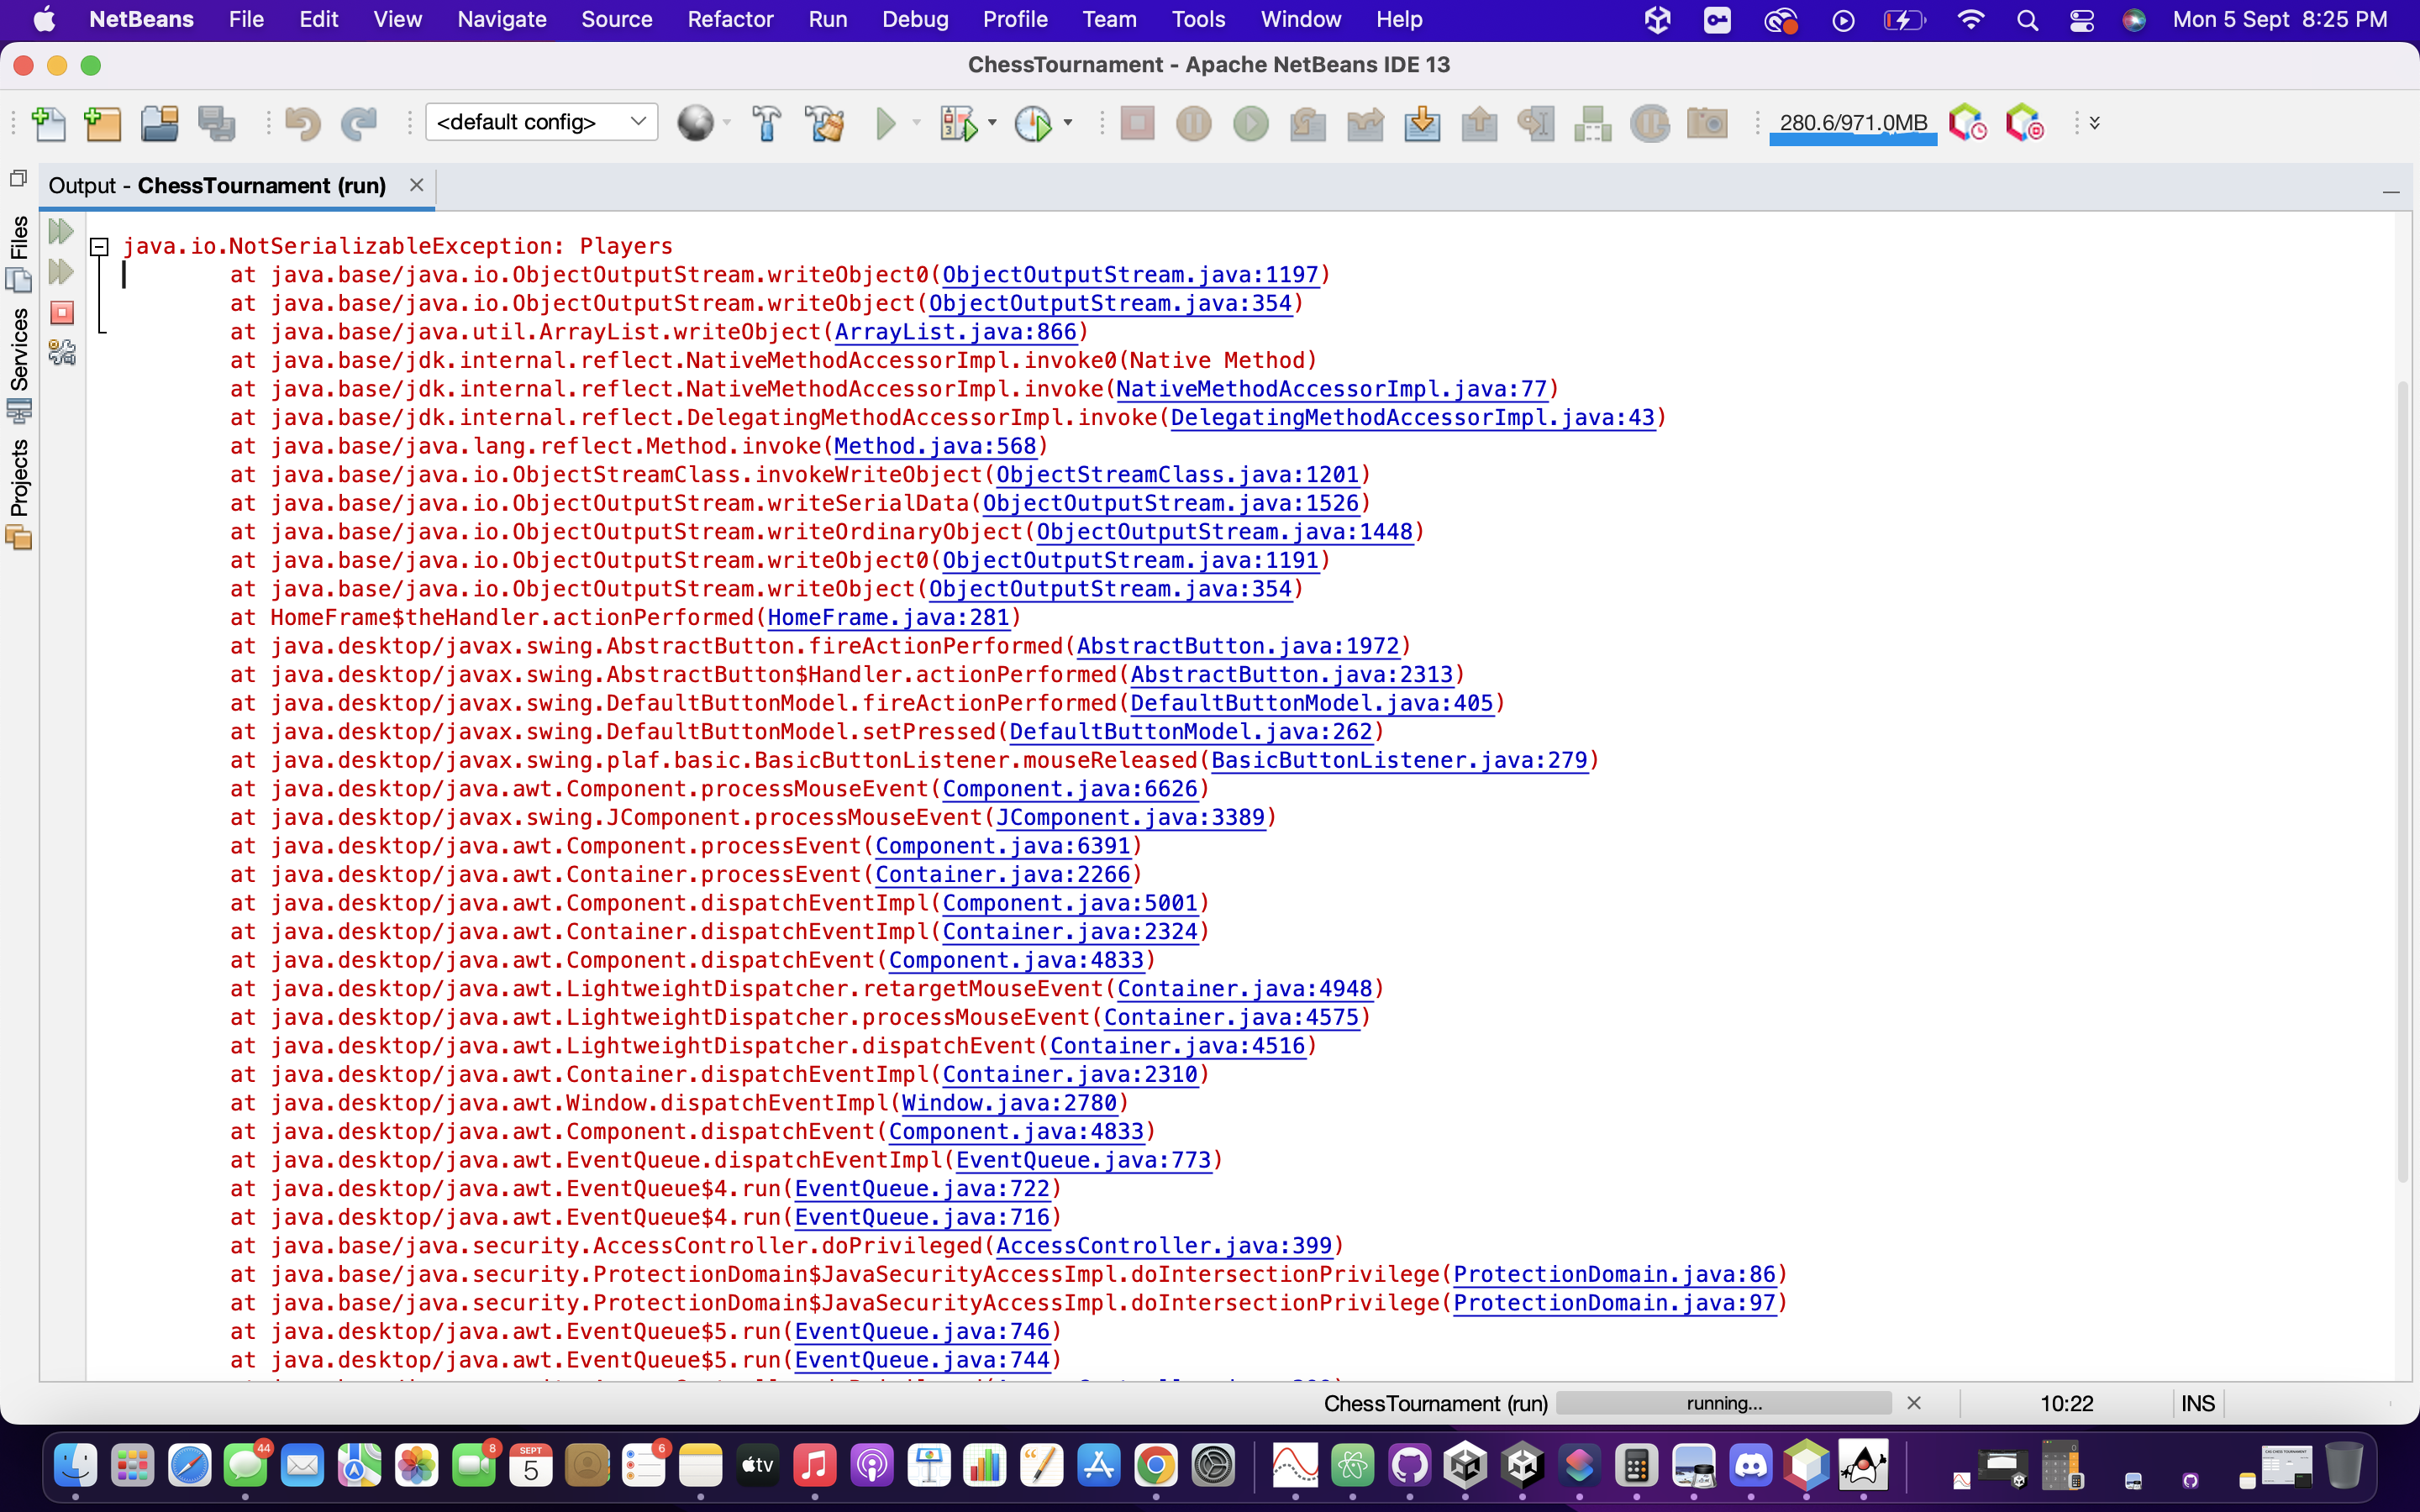 NetBeans File Edit View Navigate Source Refactor Run Debug Profile Team Tools Window Help Mon 5 Sept 8:25 PM
ChessTournament - Apache NetBeans IDE 13
<default config> 280.6/971.0MB
Output - ChessTournament (run)
Files
Services
Projects
java.io.NotSerializableException: Players
at java.base/java.io.ObjectOutputStream.writeObject0(ObjectOutputStream.java:1197)
at java.base/java.io.ObjectOutputStream.writeObject(ObjectOutputStream.java:354)
at java.base/java.util.ArrayList.writeObject(ArrayList.java:866)
at java.base/jdk.internal.reflect.NativeMethodAccessorImpl.invoke0(Native Method)
at java.base/jdk.internal.reflect.NativeMethodAccessorImpl.invoke(NativeMethodAccessorImpl.java:77)
at java.base/jdk.internal.reflect.DelegatingMethodAccessorImpl.invoke(DelegatingMethodAccessorImpl.java:43)
at java.base/java.lang.reflect.Method.invoke(Method.java:568)
at java.base/java.io.ObjectStreamClass.invokeWriteObject(ObjectStreamClass.java:1201)
at java.base/java.io.ObjectOutputStream.writeSerialData(ObjectOutputStream.java:1526)
at java.base/java.io.ObjectOutputStream.writeOrdinaryObject(ObjectOutputStream.java:1448)
at java.base/java.io.ObjectOutputStream.writeObject0(ObjectOutputStream.java:1191)
at java.base/java.io.ObjectOutputStream.writeObject(ObjectOutputStream.java:354)
at HomeFrame$theHandler.actionPerformed(HomeFrame.java:281)
at java.desktop/javax.swing.AbstractButton.fireActionPerformed(AbstractButton.java:1972)
at java.desktop/javax.swing.AbstractButton$Handler.actionPerformed(AbstractButton.java:2313)
at java.desktop/javax.swing.DefaultButtonModel.fireActionPerformed(DefaultButtonModel.java:405)
at java.desktop/javax.swing.DefaultButtonModel.setPressed(DefaultButtonModel.java:262)
at java.desktop/javax.swing.plaf.basic.BasicButtonListener.mouseReleased(BasicButtonListener.java:279)
at java.desktop/java.awt.Component.processMouseEvent(Component.java:6626)
at java.desktop/javax.swing.JComponent.processMouseEvent(JComponent.java:3389)
at java.desktop/java.awt.Component.processEvent(Component.java:6391)
at java.desktop/java.awt.Container.processEvent(Container.java:2266)
at java.desktop/java.awt.Component.dispatchEventImpl(Component.java:5001)
at java.desktop/java.awt.Container.dispatchEventImpl(Container.java:2324)
at java.desktop/java.awt.Component.dispatchEvent(Component.java:4833)
at java.desktop/java.awt.LightweightDispatcher.retargetMouseEvent(Container.java:4948)
at java.desktop/java.awt.LightweightDispatcher.processMouseEvent(Container.java:4575)
at java.desktop/java.awt.LightweightDispatcher.dispatchEvent(Container.java:4516)
at java.desktop/java.awt.Container.dispatchEventImpl(Container.java:2310)
at java.desktop/java.awt.Window.dispatchEventImpl(Window.java:2780)
at java.desktop/java.awt.Component.dispatchEvent(Component.java:4833)
at java.desktop/java.awt.EventQueue.dispatchEventImpl(EventQueue.java:773)
at java.desktop/java.awt.EventQueue$4.run(EventQueue.java:722)
at java.desktop/java.awt.EventQueue$4.run(EventQueue.java:716)
at java.base/java.security.AccessController.doPrivileged(AccessController.java:399)
at java.base/java.security.ProtectionDomain$JavaSecurityAccessImpl.doIntersectionPrivilege(ProtectionDomain.java:86)
at java.base/java.security.ProtectionDomain$JavaSecurityAccessImpl.doIntersectionPrivilege(ProtectionDomain.java:97)
at java.desktop/java.awt.EventQueue$5.run(EventQueue.java:746)
at java.desktop/java.awt.EventQueue$5.run(EventQueue.java:744)
ChessTournament (run) running... 10:22 INS
44 8 SEPT 5 6 tv